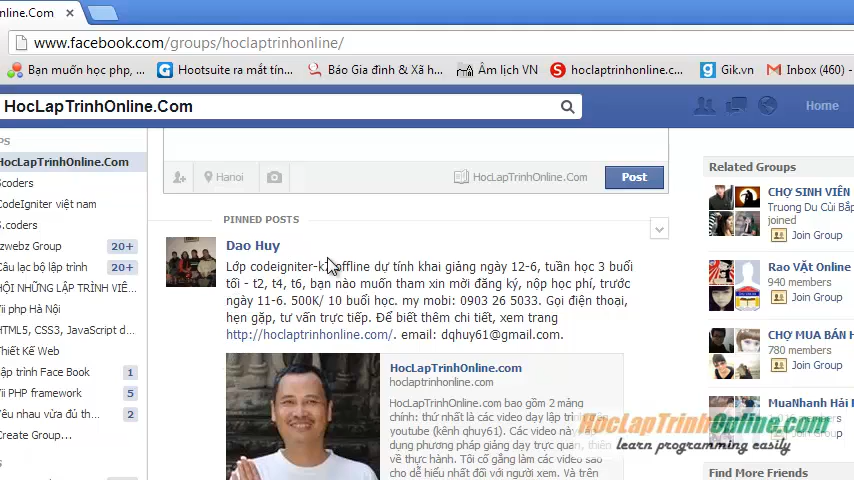 nline.Com
www.facebook.com/groups/hoclaptrinhonline/
Bạn muốn học php, ...
Hootsuite ra mắt tín...
Báo Gia đình & Xã h...
Âm lịch VN
hoclaptrinhonline.c...
Gik.vn
Inbox (460) -
HocLapTrinhOnline.Com
Home
PS
HocLapTrinhOnline.Com
Scoders
CodeIgniter việt nam
S.coders
zwebz Group 20+
Câu lạc bộ lập trình 20+
HỘI NHỮNG LẬP TRÌNH VIÊ...
Yii php Hà Nội
HTML5, CSS3, JavaScript d...
Thiết Kế Web
ập trình Face Book 1
Yii PHP framework 5
Yêu nhau vừa đủ th... 2
Create Group...
S
Hanoi
HocLapTrinhOnline.Com
Post
PINNED POSTS
Dao Huy
Lớp codeigniter- offline dự tính khai giảng ngày 12-6, tuần học 3 buổi
tối - t2, t4, t6, bạn nào muốn tham xin mời đăng ký, nộp học phí, trước
ngày 11-6. 500K/ 10 buổi học. my mobi: 0903 26 5033. Gọi điện thoại,
hẹn gặp, tư vấn trực tiếp. Để biết thêm chi tiết, xem trang
http://hoclaptrinhonline.com/. email: dqhuy61@gmail.com.
HocLapTrinhOnline.Com
hoclaptrinhonline.com
HocLapTrinhOnline.com bao gồm 2 mảng
chính: thứ nhất là các video dạy lập trình
youtube (kênh qhuy61). Các video này
dụng phương pháp giảng dạy trực quan, thiên
về thực hành. Tôi cố gắng làm các video sao
cho dễ hiểu nhất đối với người xem. Và trên
Related Groups
CHỢ SINH VIÊN
Truong Du Củi Bắp
joined
Join Group
Rao Vặt Online
940 members
Join Group
CHỢ MUA BÁN H
780 members
Join Group
MuaNhanh Hải
members
Join Group
Find More Friends
HocLapTrinhOnline.com
learn programming easily